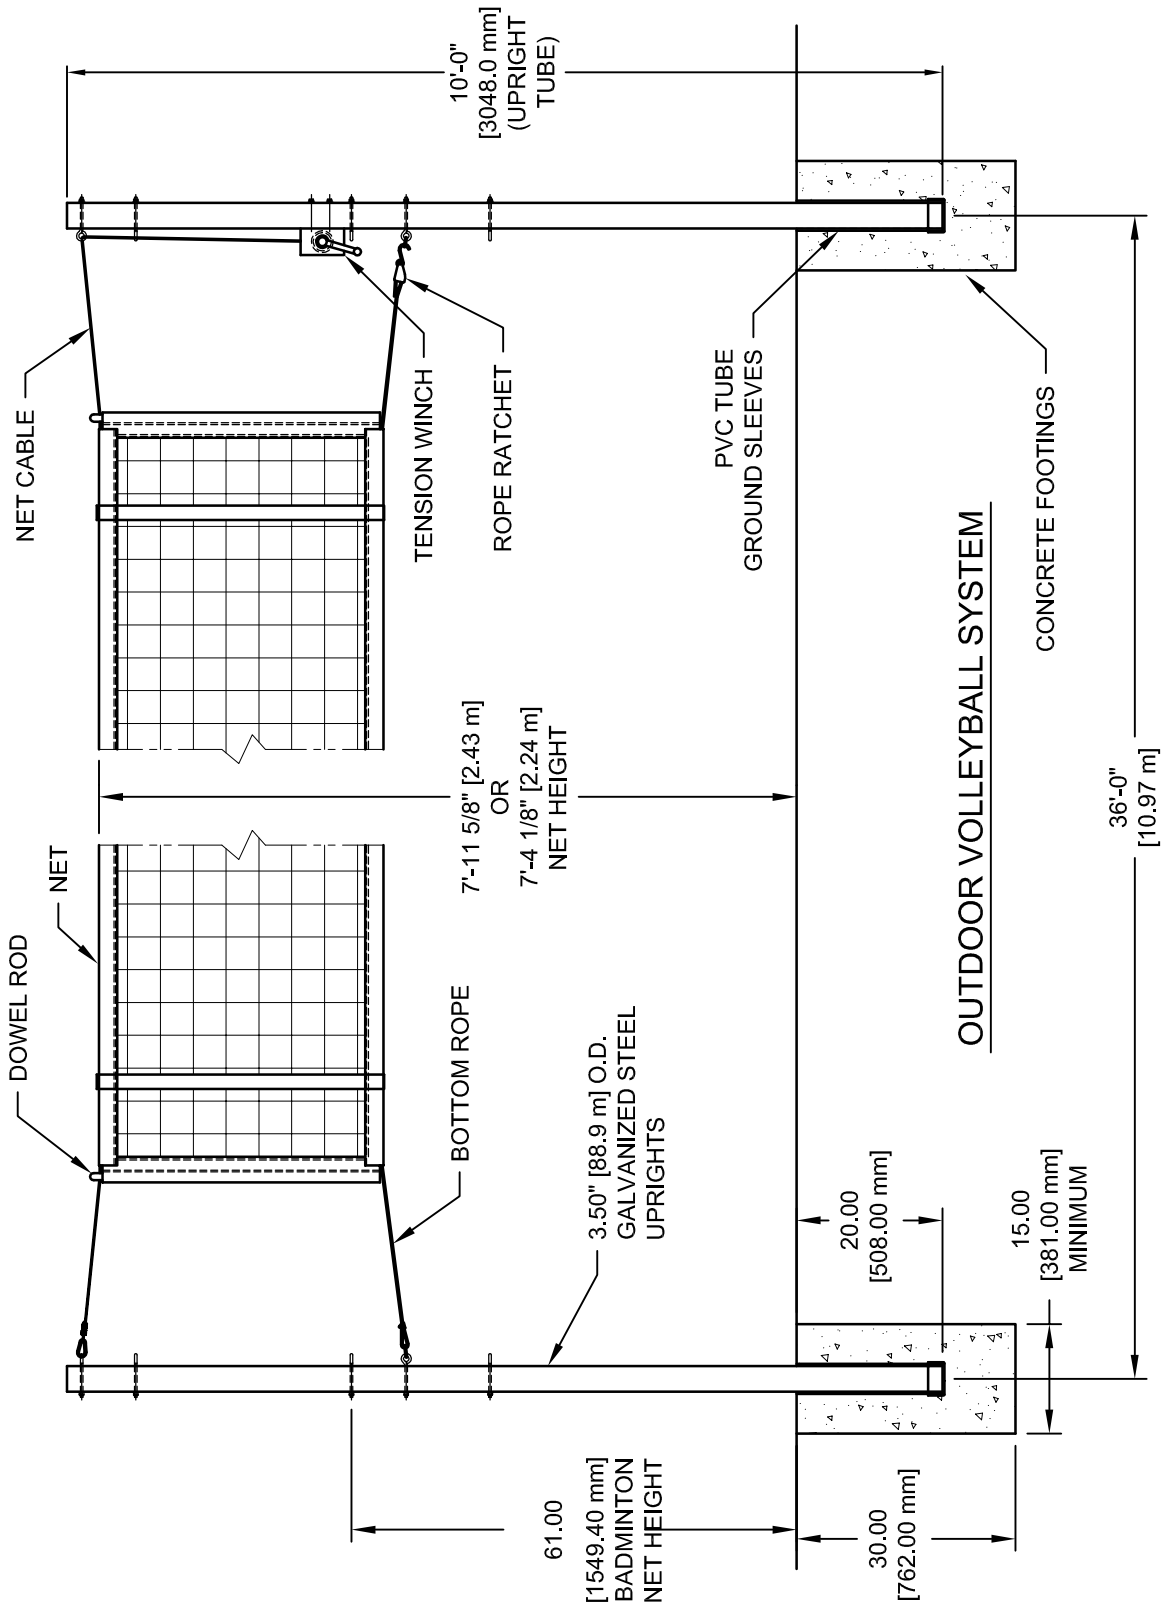 DOWEL ROD
NET
NET CABLE
10'-0"
[3048.0 mm]
(UPRIGHT
TUBE)
TENSION WINCH
ROPE RATCHET
BOTTOM ROPE
7'-11 5/8" [2.43 m]
OR
7'-4 1/8" [2.24 m]
NET HEIGHT
61.00
[1549.40 mm]
BADMINTON
NET HEIGHT
3.50" [88.9 m] O.D.
GALVANIZED STEEL
UPRIGHTS
PVC TUBE
GROUND SLEEVES
30.00
[762.00 mm]
20.00
[508.00 mm]
15.00
[381.00 mm]
MINIMUM
OUTDOOR VOLLEYBALL SYSTEM
CONCRETE FOOTINGS
36'-0"
[10.97 m]